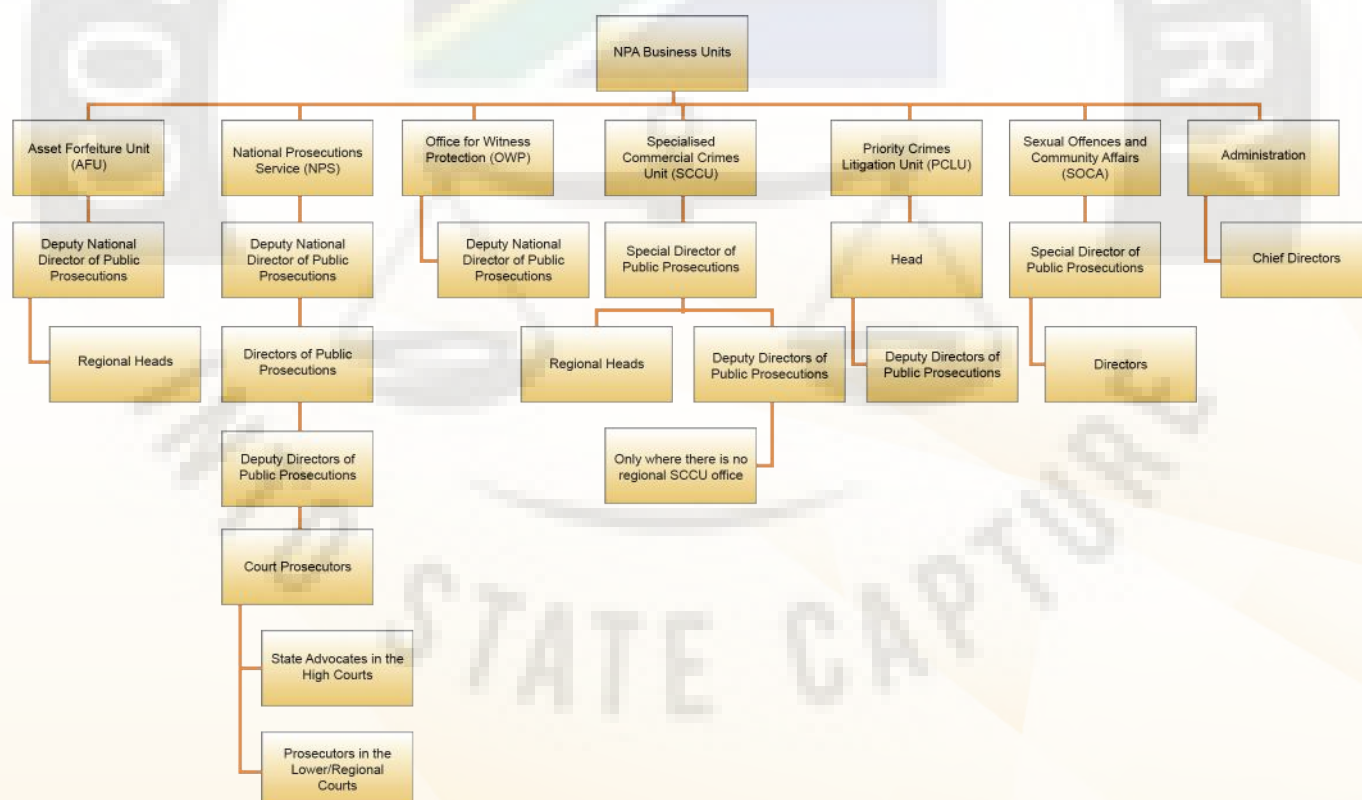 NPA Business Units
Asset Forfeiture Unit
(AFU)
National Prosecutions
Service (NPS)
Office for Witness
Protection (OWP)
Specialised
Commercial Crimes
Unit (SCCU)
Priority Crimes
Litigation Unit (PCLU)
Sexual Offences and
Community Affairs
(SOCA)
Administration
Deputy National
Director of Public
Prosecutions
Deputy National
Director of Public
Prosecutions
Deputy National
Director of Public
Prosecutions
Special Director of
Public Prosecutions
Head
Special Director of
Public Prosecutions
Chief Directors
Regional Heads
Directors of Public
Prosecutions
Regional Heads
Deputy Directors of
Public Prosecutions
Deputy Directors of
Public Prosecutions
Directors
Deputy Directors of
Public Prosecutions
Only where there is no
regional SCCU office
Court Prosecutors
State Advocates in the
High Courts
Prosecutors in the
Lower/Regional
Courts
STATE CAPTURE